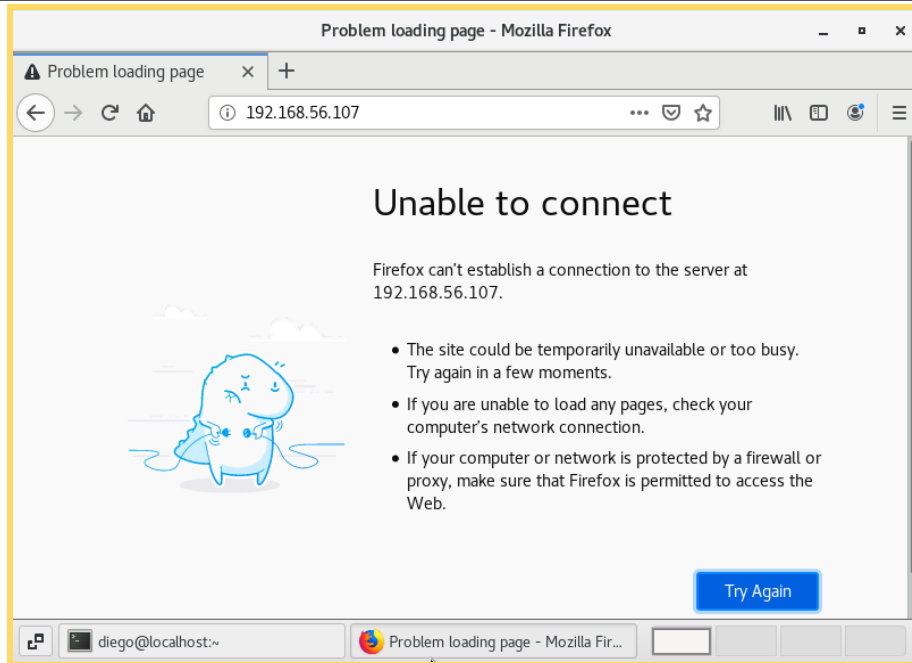 Problem loading page - Mozilla Firefox
Problem loading page
192.168.56.107
Unable to connect
Firefox can't establish a connection to the server at
192.168.56.107.
The site could be temporarily unavailable or too busy.
Try again in a few moments.
If you are unable to load any pages, check your
computer's network connection.
If your computer or network is protected by a firewall or
proxy, make sure that Firefox is permitted to access the
Web.
Try Again
diego@localhost:~
Problem loading page - Mozilla Fir...